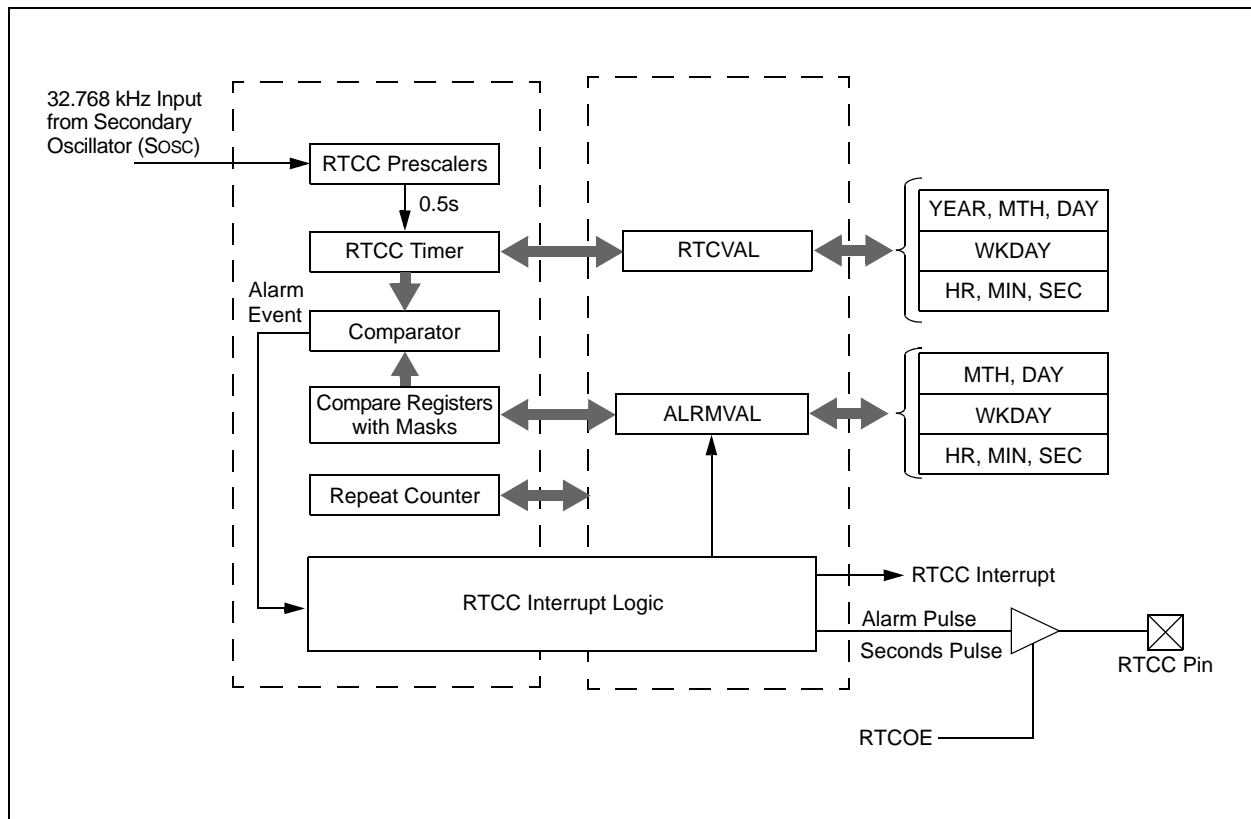 32.768 kHz Input
from Secondary
Oscillator (SOSC)
RTCC Prescalers
0.5s
RTCC Timer
RTCVAL
YEAR, MTH, DAY
WKDAY
HR, MIN, SEC
Alarm
Event
Comparator
Compare Registers
with Masks
ALRMVAL
MTH, DAY
WKDAY
HR, MIN, SEC
Repeat Counter
RTCC Interrupt Logic
RTCC Interrupt
Alarm Pulse
Seconds Pulse
RTCC Pin
RTCOE